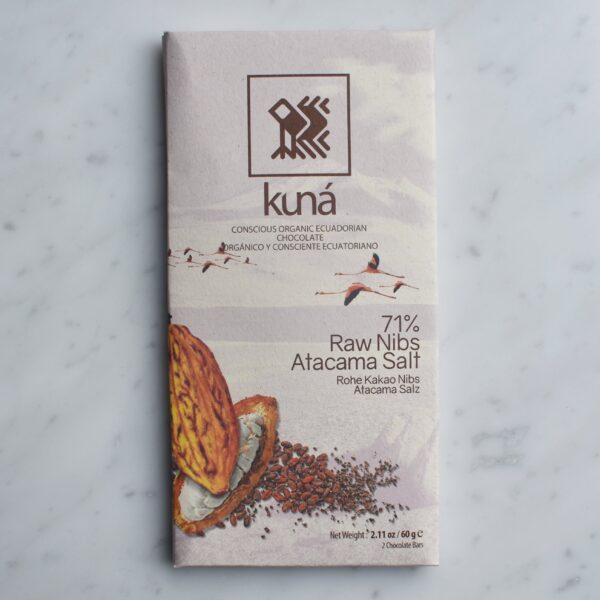 kuná
CONSCIOUS ORGANIC ECUADORIAN
CHOCOLATE
ORGÁNICO Y CONSCIENTE ECUATORIANO
71%
Raw Nibs
Atacama Salt
Rohe Kakao Nibs
Atacama Salz
Net Weight: 2.11 oz / 60 g ℮
2 Chocolate Bars